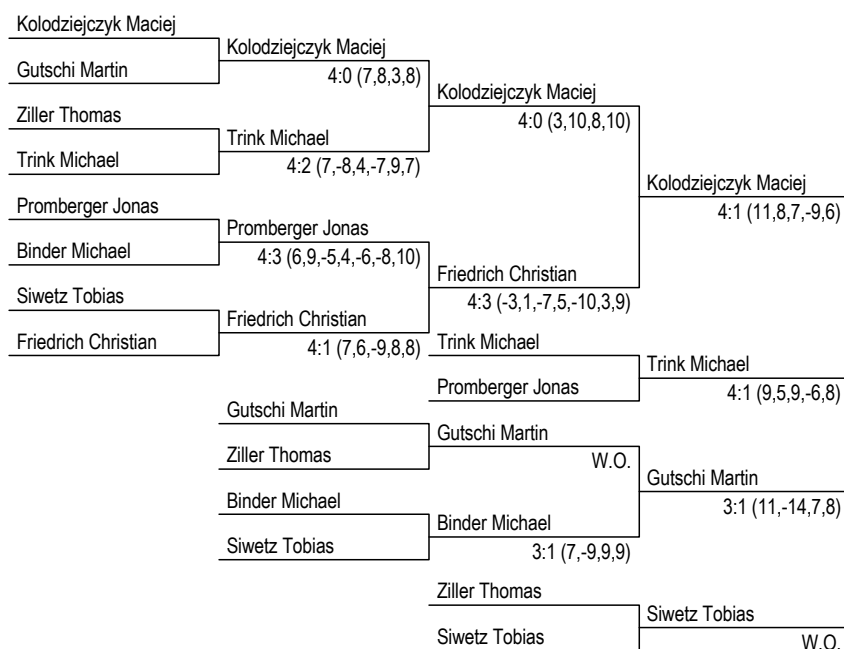 Kolodziejczyk Maciej
Kolodziejczyk Maciej
Gutschi Martin
4:0 (7,8,3,8)
Kolodziejczyk Maciej
Ziller Thomas
4:0 (3,10,8,10)
Trink Michael
Trink Michael
4:2 (7,-8,4,-7,9,7)
Kolodziejczyk Maciej
Promberger Jonas
4:1 (11,8,7,-9,6)
Promberger Jonas
Binder Michael
4:3 (6,9,-5,4,-6,-8,10)
Friedrich Christian
Siwetz Tobias
4:3 (-3,1,-7,5,-10,3,9)
Friedrich Christian
Friedrich Christian
4:1 (7,6,-9,8,8)
Trink Michael
Trink Michael
Promberger Jonas
4:1 (9,5,9,-6,8)
Gutschi Martin
Gutschi Martin
Ziller Thomas
W.O.
Gutschi Martin
Binder Michael
3:1 (11,-14,7,8)
Binder Michael
Siwetz Tobias
3:1 (7,-9,9,9)
Ziller Thomas
Siwetz Tobias
Siwetz Tobias
W.O.